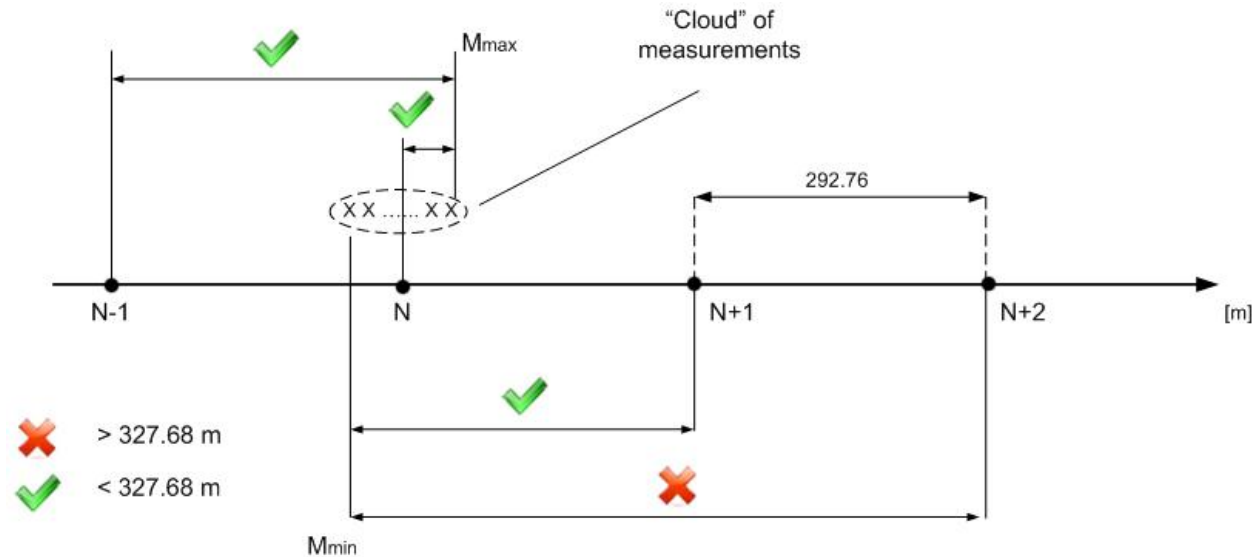 “Cloud” of
measurements
Mmax
X X ...... X X
292.76
N-1
N
N+1
N+2
[m]
> 327.68 m
< 327.68 m
Mmin